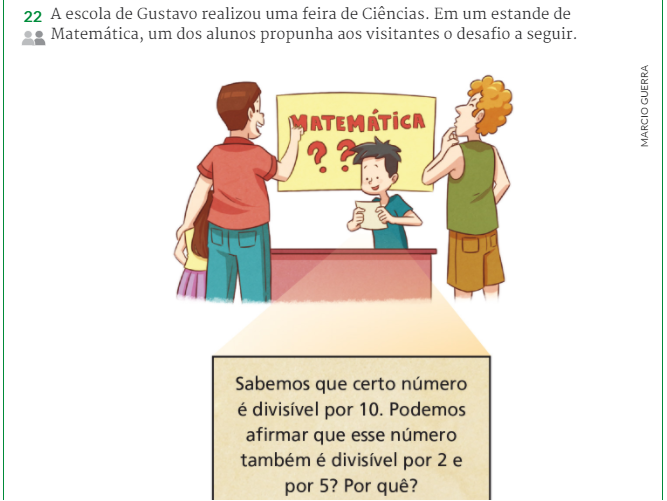 22 A escola de Gustavo realizou uma feira de Ciências. Em um estande de
Matemática, um dos alunos propunha aos visitantes o desafio a seguir.
MARCIO GUERRA
MATEMÁTICA
? ?
Sabemos que certo número
é divisível por 10. Podemos
afirmar que esse número
também é divisível por 2 e
por 5? Por quê?